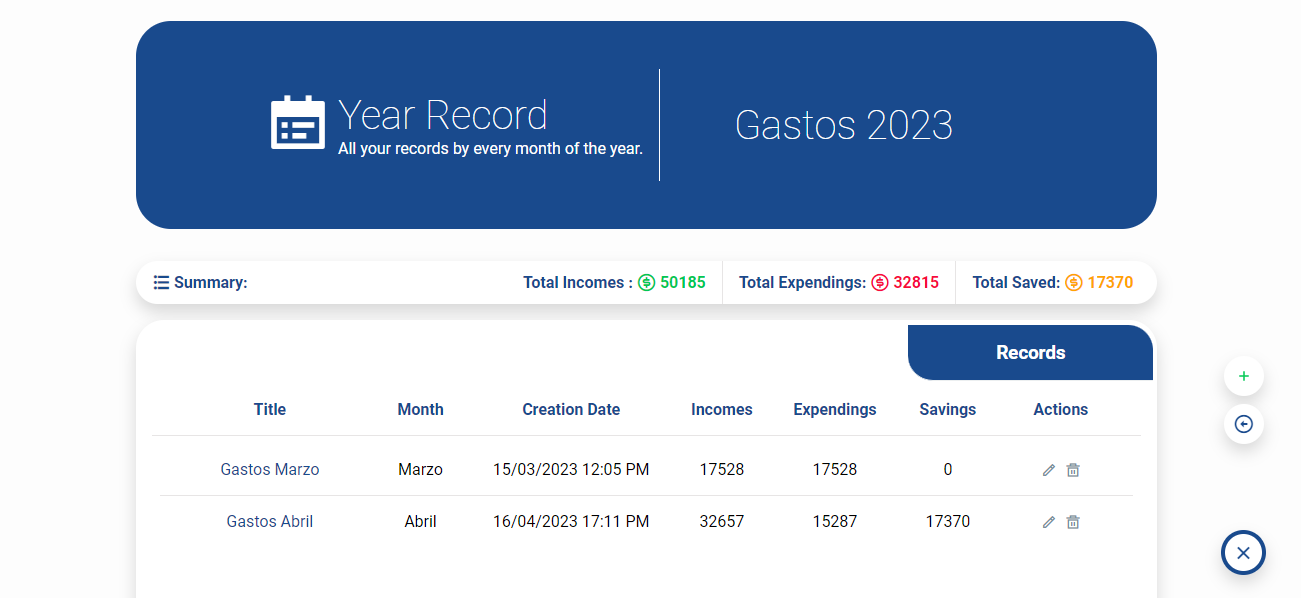 Year Record
All your records by every month of the year.
Gastos 2023
Summary: Total Incomes : 50185 Total Expendings: 32815 Total Saved: 17370
Records
Title Month Creation Date Incomes Expendings Savings Actions
Gastos Marzo Marzo 15/03/2023 12:05 PM 17528 17528 0
Gastos Abril Abril 16/04/2023 17:11 PM 32657 15287 17370